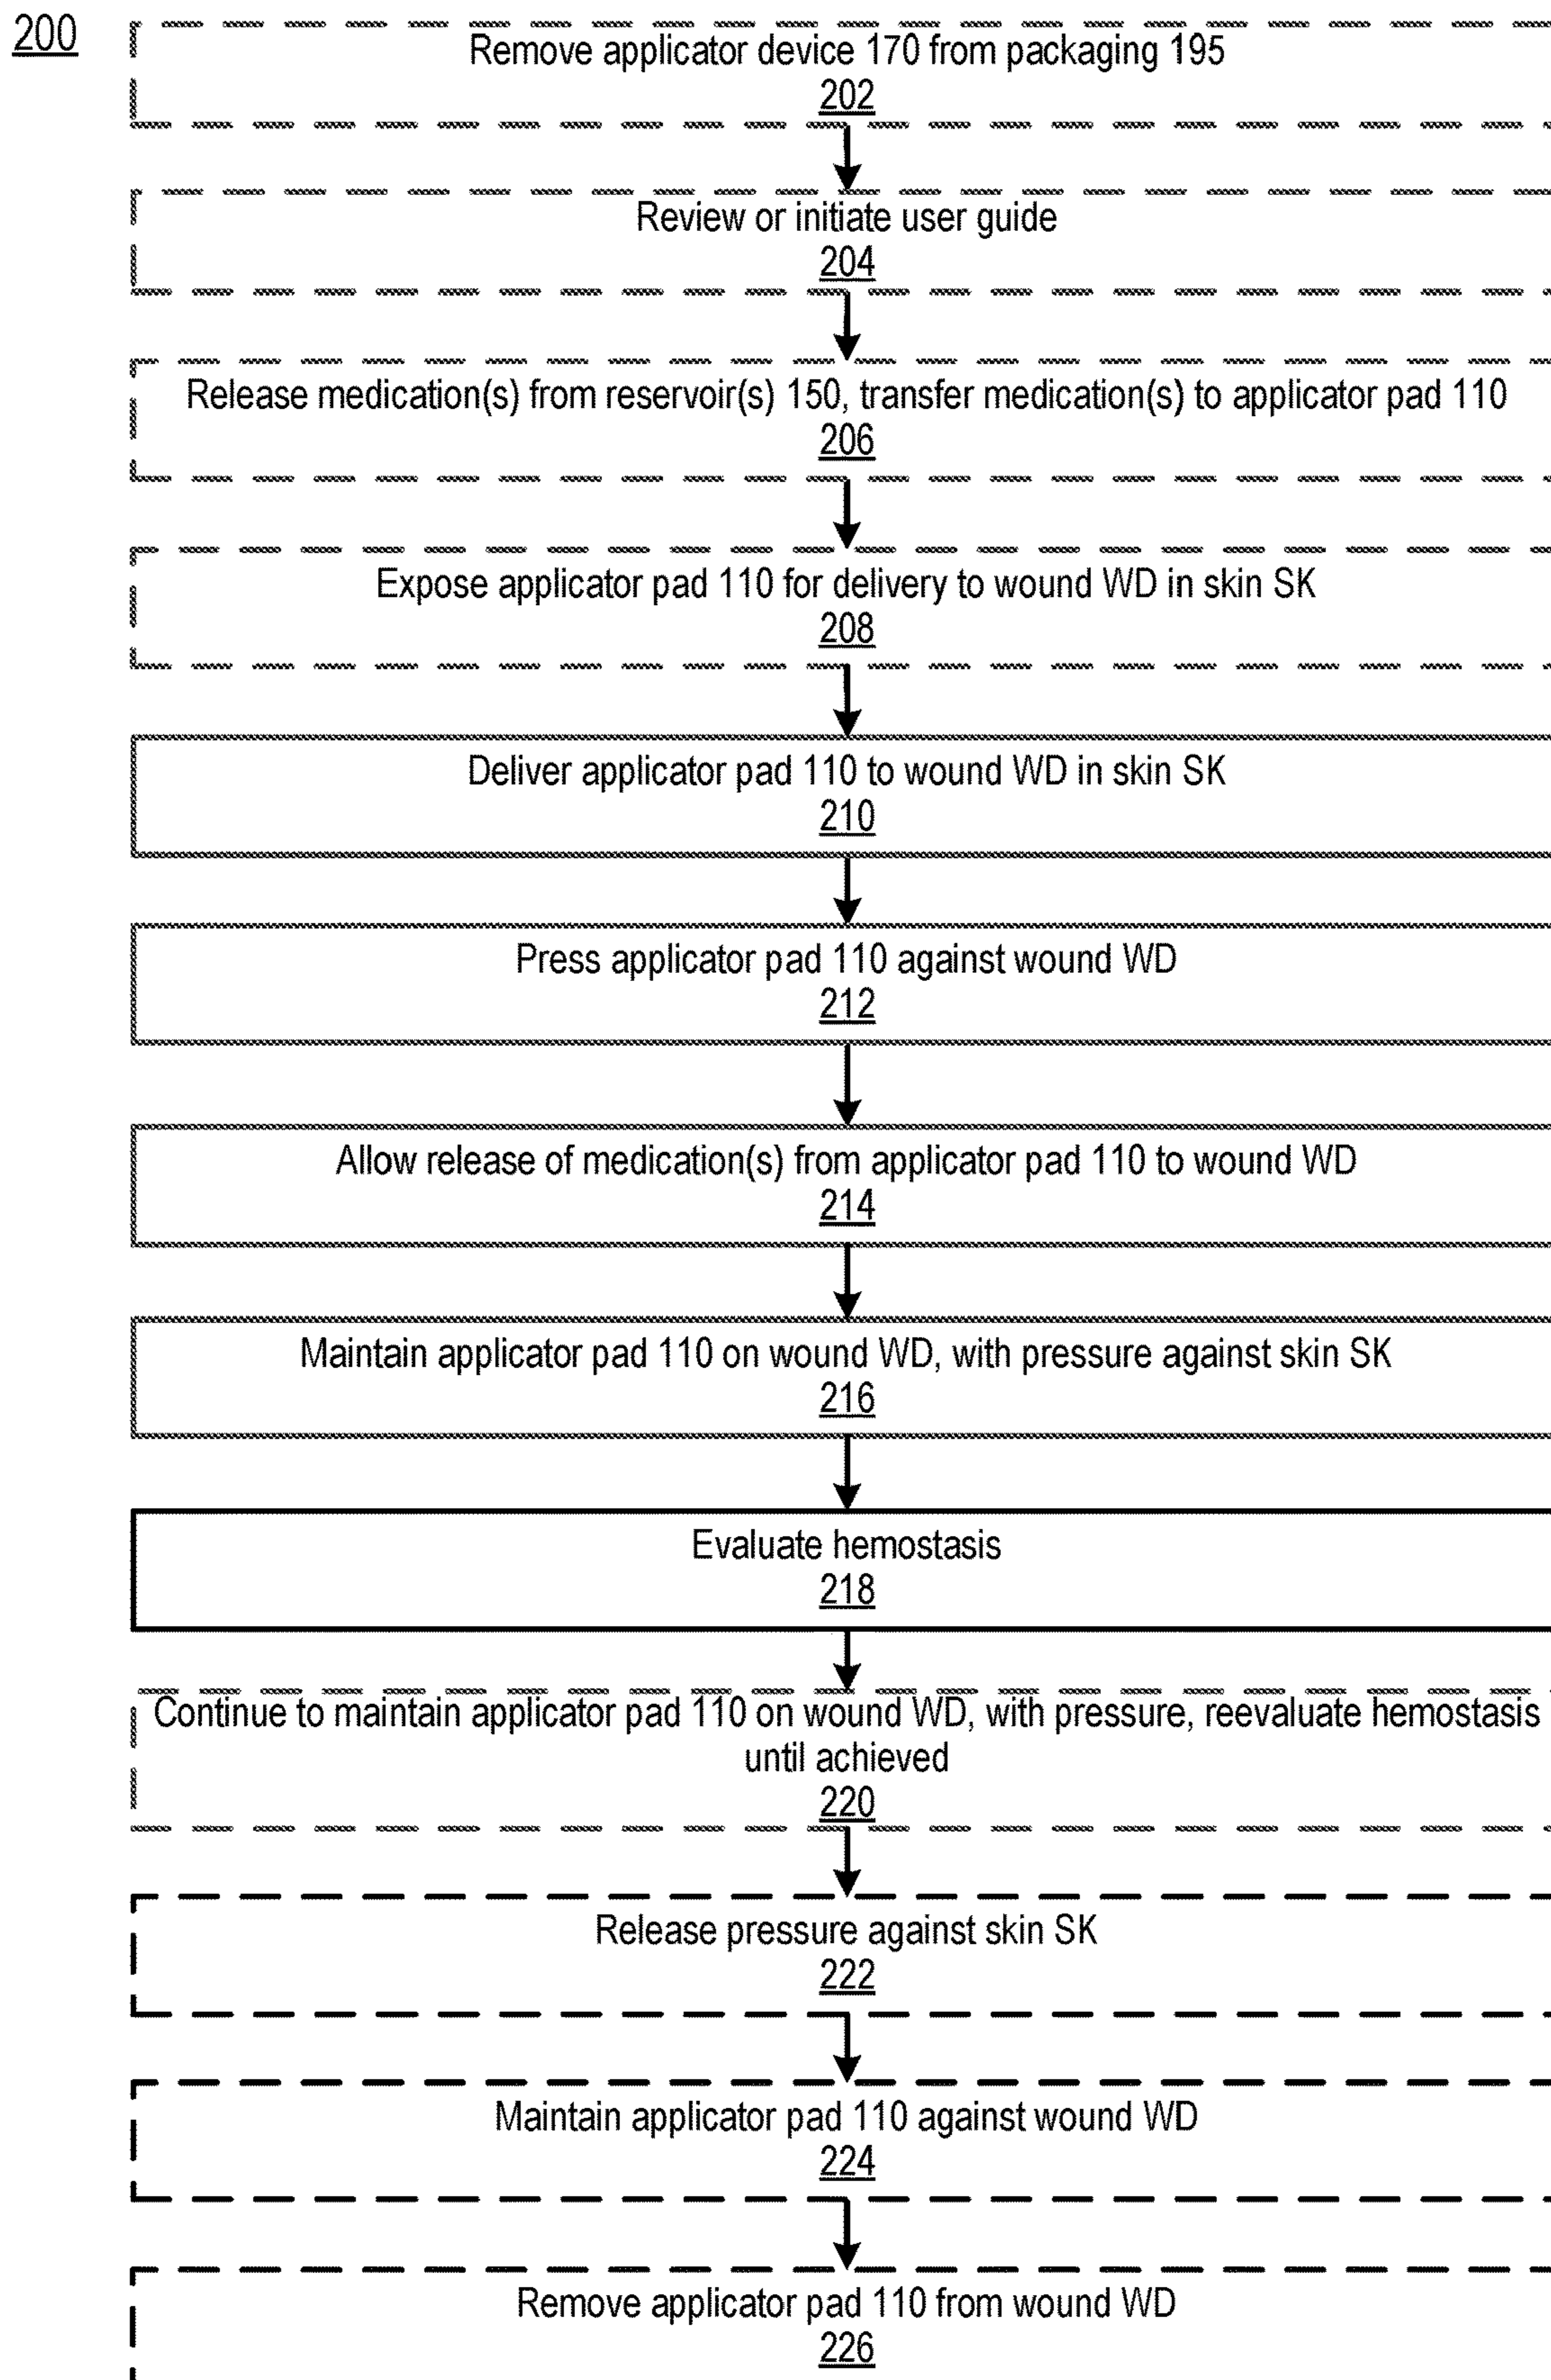 200
Remove applicator device 170 from packaging 195
202
Review or initiate user guide
204
Release medication(s) from reservoir(s) 150, transfer medication(s) to applicator pad 110
206
Expose applicator pad 110 for delivery to wound WD in skin SK
208
Deliver applicator pad 110 to wound WD in skin SK
210
Press applicator pad 110 against wound WD
212
Allow release of medication(s) from applicator pad 110 to wound WD
214
Maintain applicator pad 110 on wound WD, with pressure against skin SK
216
Evaluate hemostasis
218
Continue to maintain applicator pad 110 on wound WD, with pressure, reevaluate hemostasis
until achieved
220
Release pressure against skin SK
222
Maintain applicator pad 110 against wound WD
224
Remove applicator pad 110 from wound WD
226